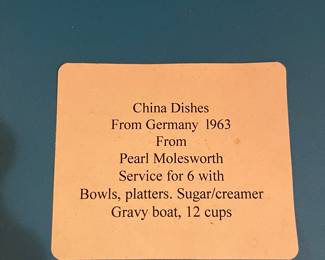 China Dishes
From Germany 1963
From
Pearl Molesworth
Service for 6 with
Bowls, platters. Sugar/creamer
Gravy boat, 12 cups